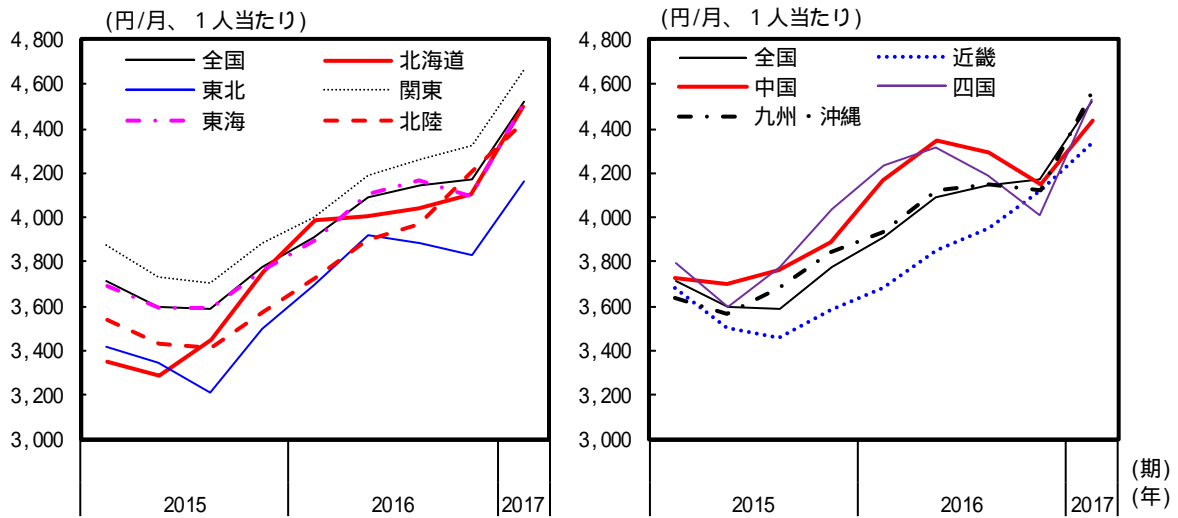 (円/月、１人当たり)
4,800
4,600
4,400
4,200
4,000
3,800
3,600
3,400
3,200
3,000
全国
北海道
東北
関東
東海
北陸
2015
2016
2017
(円/月、１人当たり)
4,800
4,600
4,400
4,200
4,000
3,800
3,600
3,400
3,200
3,000
全国
近畿
中国
四国
九州・沖縄
2015
2016
2017
(期)
(年)